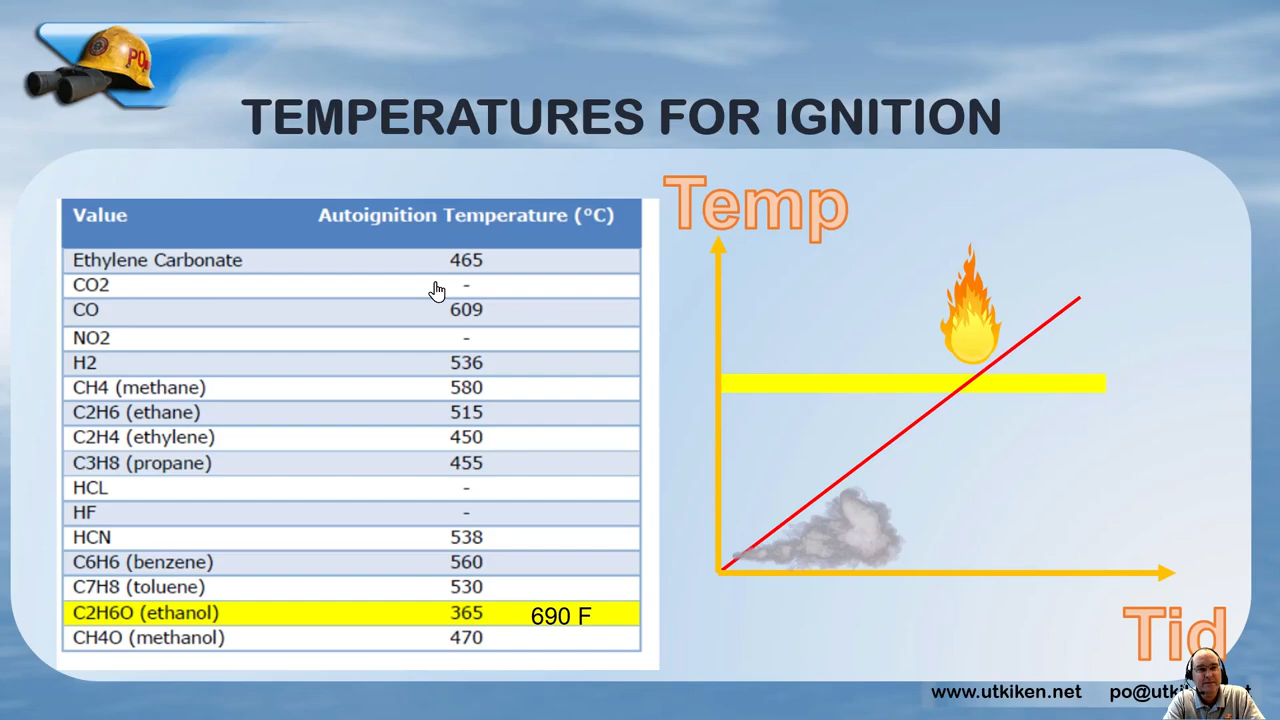 PO
TEMPERATURES FOR IGNITION
Value Autoignition Temperature (°C)
Ethylene Carbonate 465
CO2 -
CO 609
NO2 -
H2 536
CH4 (methane) 580
C2H6 (ethane) 515
C2H4 (ethylene) 450
C3H8 (propane) 455
HCL -
HF -
HCN 538
C6H6 (benzene) 560
C7H8 (toluene) 530
C2H6O (ethanol) 365 690 F
CH4O (methanol) 470
Temp
Tid
www.utkiken.net